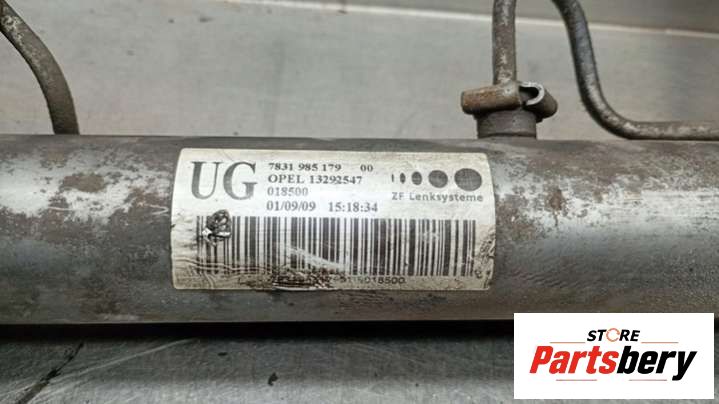 UG
7831 985 179 00
OPEL 13292547
018500
01/09/09 15:18:34
ZF Lenksysteme
STORE
Partsbery